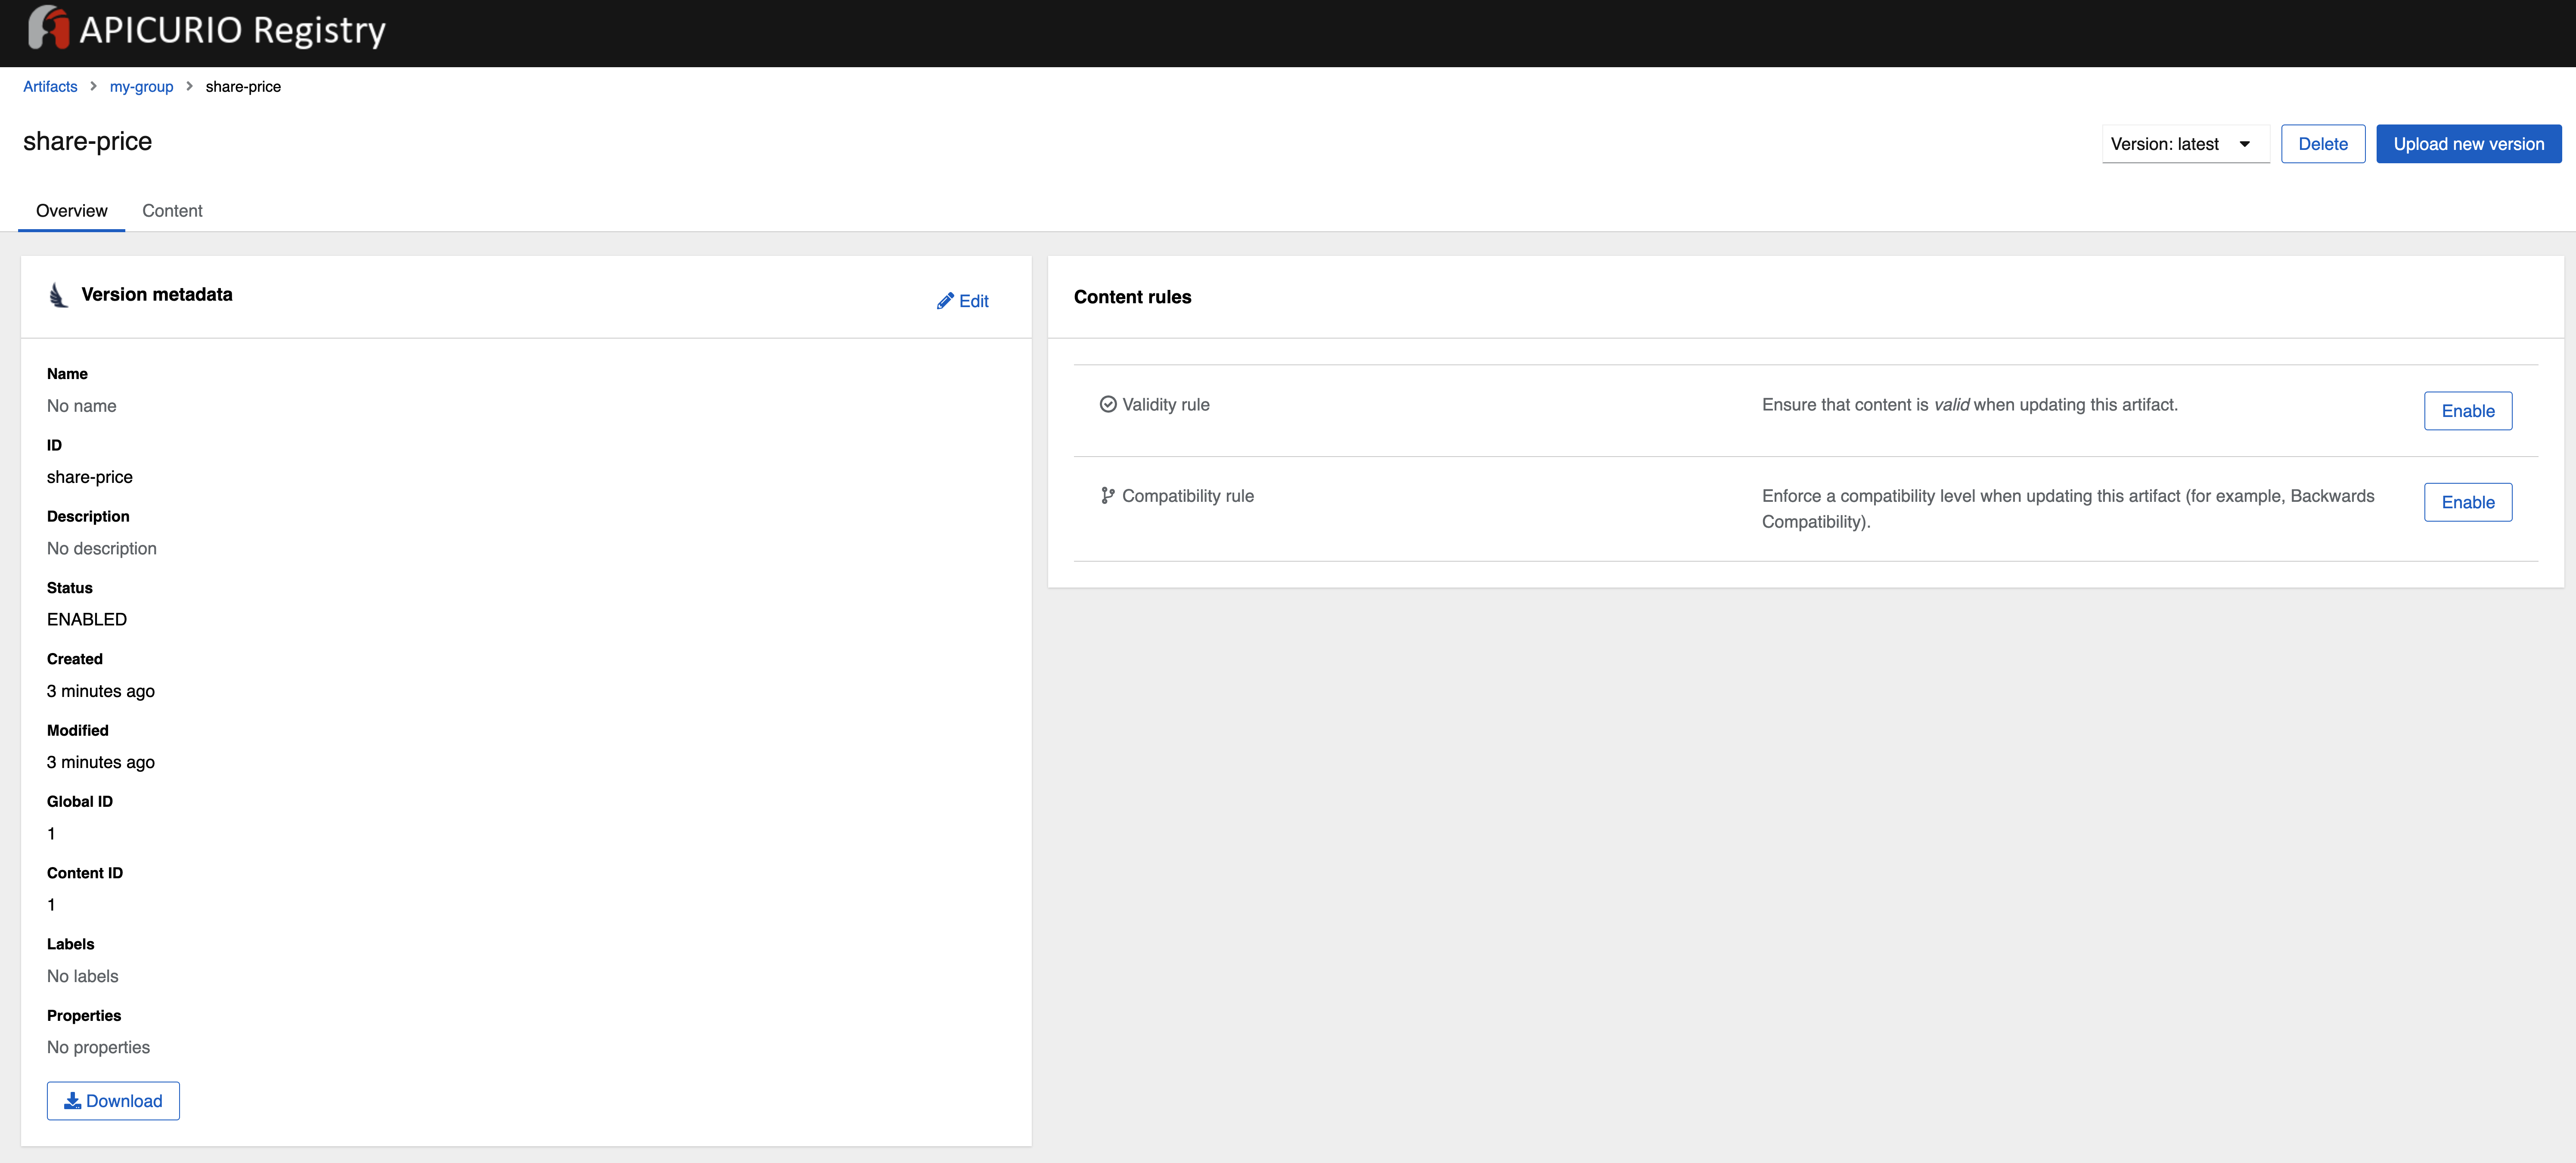 APICURIO Registry
Artifacts > my-group > share-price
share-price
Version: latest
Delete
Upload new version
Overview
Content
Version metadata
Edit
Name
No name
ID
share-price
Description
No description
Status
ENABLED
Created
3 minutes ago
Modified
3 minutes ago
Global ID
1
Content ID
1
Labels
No labels
Properties
No properties
Download
Content rules
Validity rule
Ensure that content is valid when updating this artifact.
Enable
Compatibility rule
Enforce a compatibility level when updating this artifact (for example, Backwards
Compatibility).
Enable